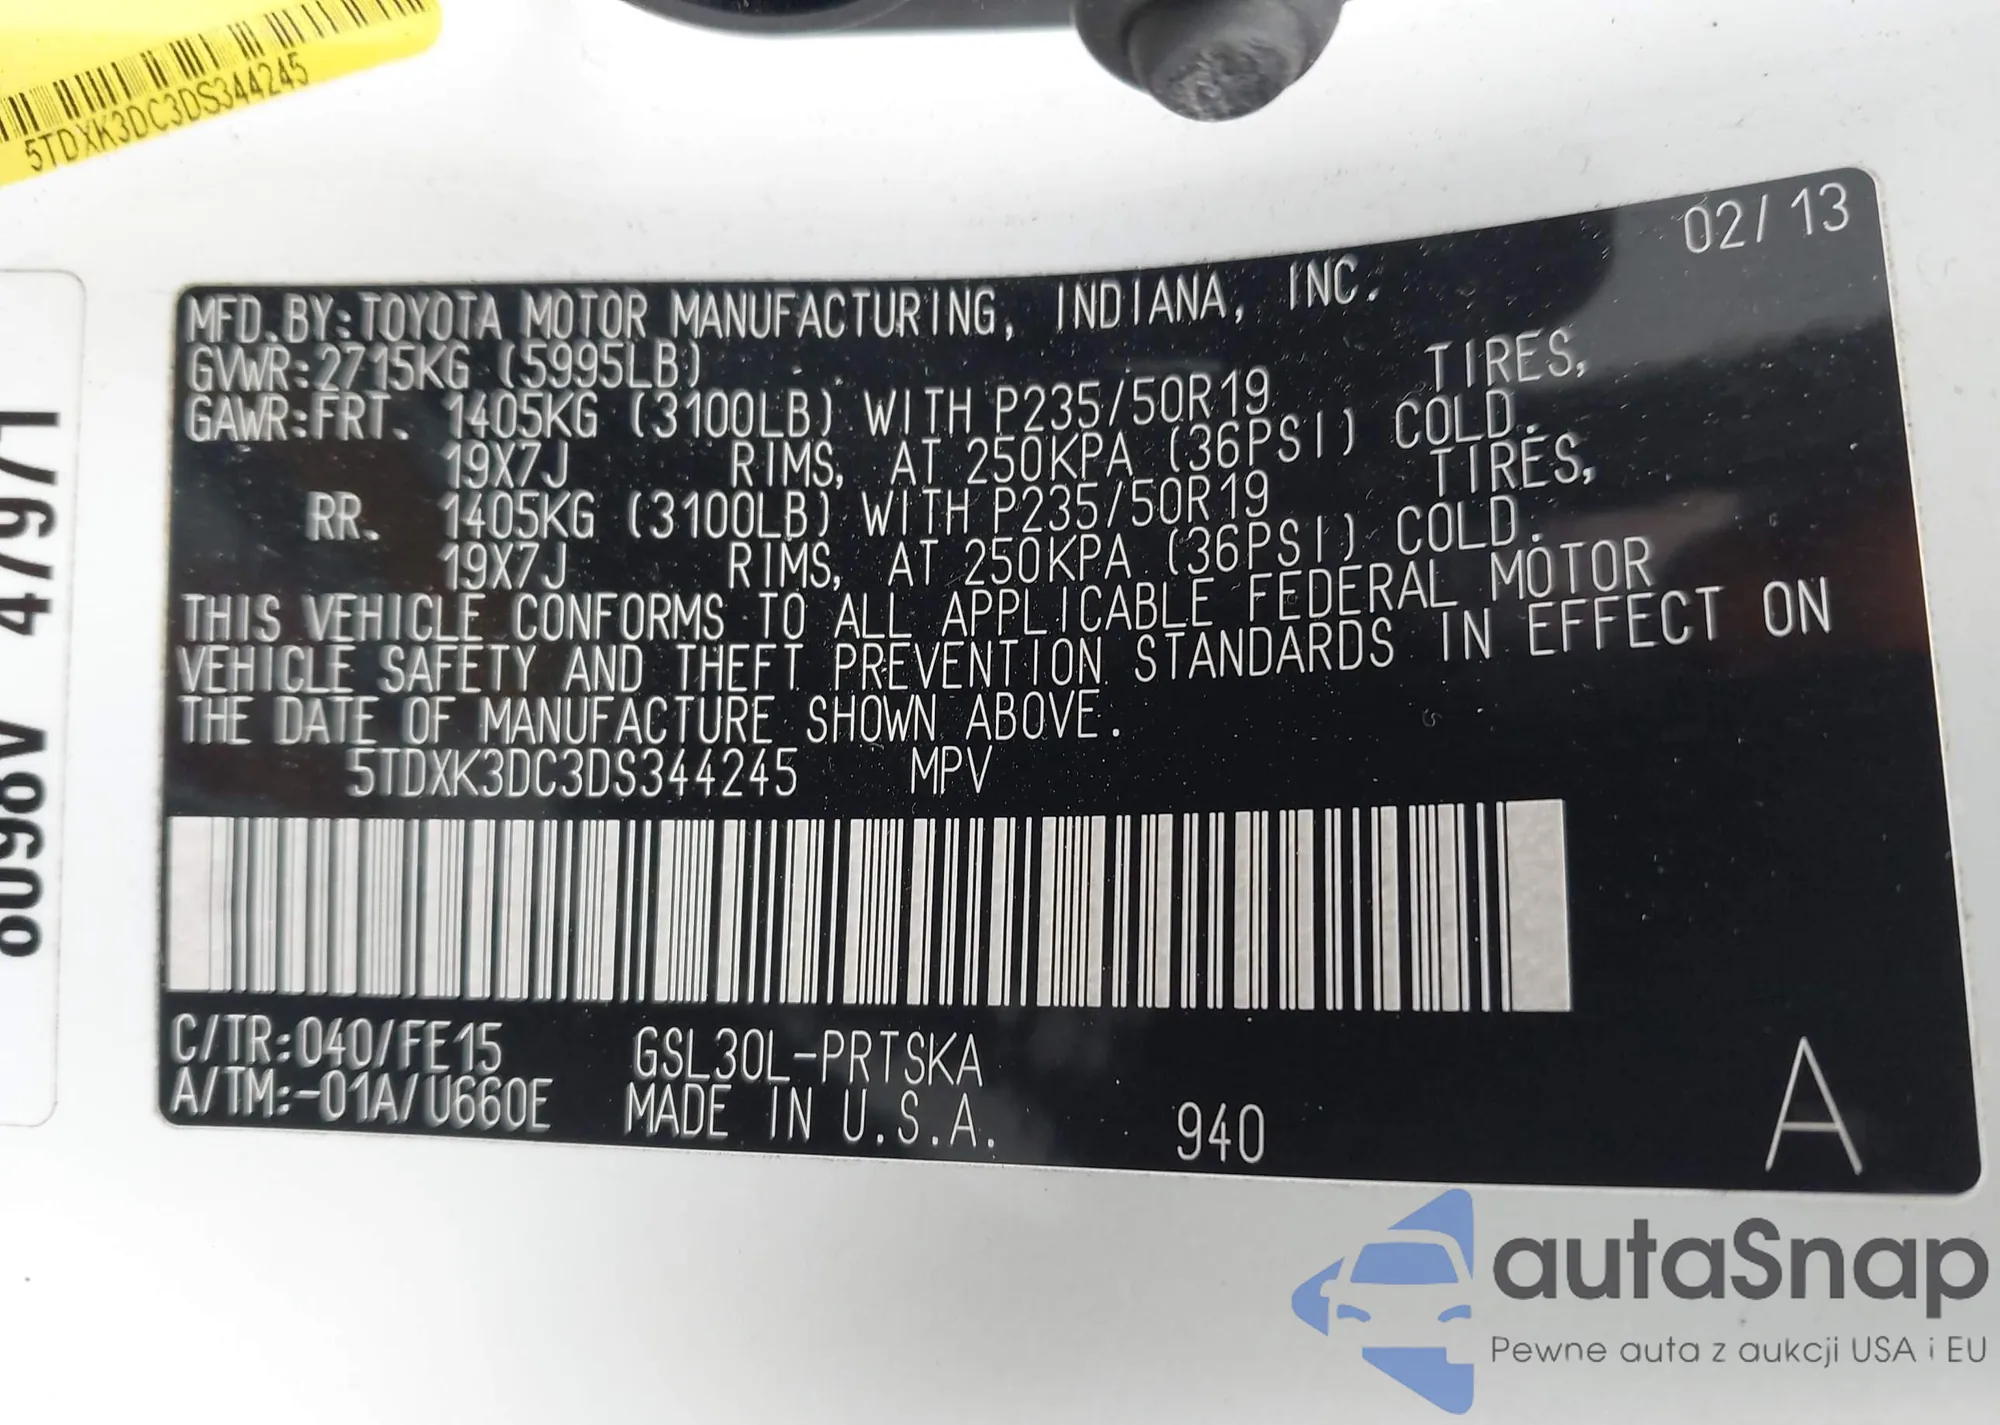 5TDXK3DC3DS344245
02/13
MFD.BY:TOYOTA MOTOR MANUFACTURING, INDIANA, INC.
GVWR:2715KG (5995LB)
GAWR:FRT. 1405KG (3100LB) WITH P235/50R19 TIRES,
19X7J RIMS, AT 250KPA (36PSI) COLD.
RR. 1405KG (3100LB) WITH P235/50R19 TIRES,
19X7J RIMS, AT 250KPA (36PSI) COLD.
THIS VEHICLE CONFORMS TO ALL APPLICABLE FEDERAL MOTOR
VEHICLE SAFETY AND THEFT PREVENTION STANDARDS IN EFFECT ON
THE DATE OF MANUFACTURE SHOWN ABOVE.
5TDXK3DC3DS344245 MPV
C/TR:040/FE15 GSL30L-PRTSKA
A/TM:-01A/U660E MADE IN U.S.A. 940
A
autaSnap
Pewne auta z aukcji USA i EU